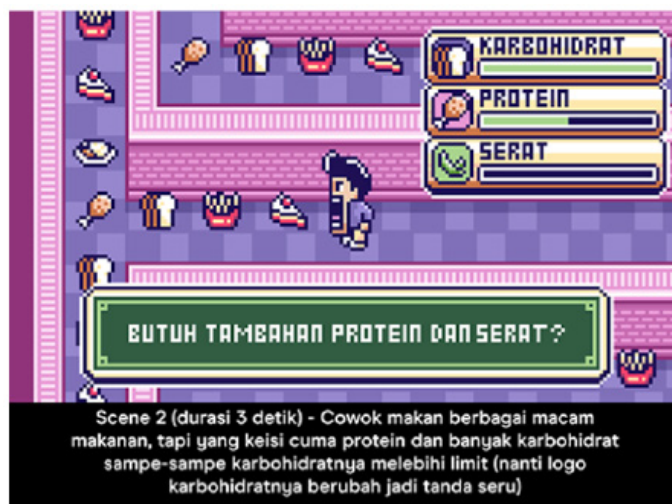 KARBOHIDRAT
PROTEIN
SERAT
BUTUH TAMBAHAN PROTEIN DAN SERAT?
Scene 2 (durasi 3 detik) - Cowok makan berbagai macam
makanan, tapi yang keisi cuma protein dan banyak karbohidrat
sampe-sampe karbohidratnya melebihi limit (nanti logo
karbohidratnya berubah jadi tanda seru)